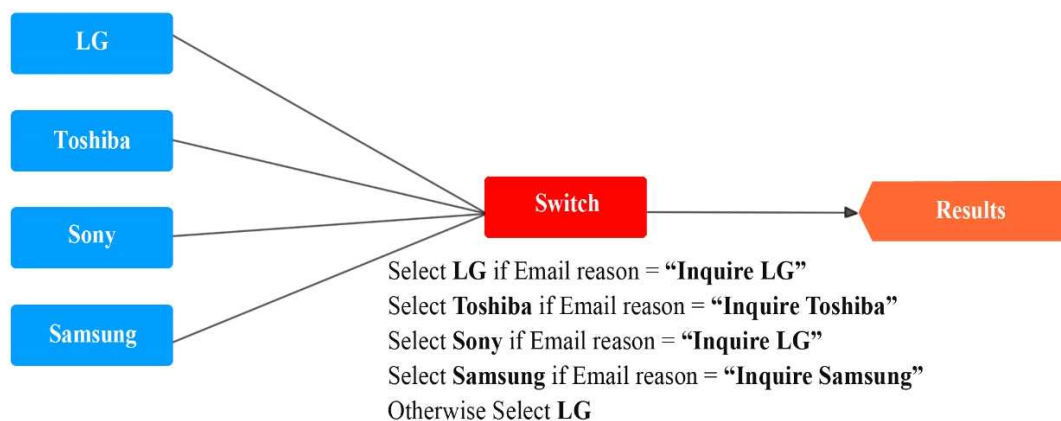 LG
Toshiba
Sony
Samsung
Switch
Results
Select LG if Email reason = “Inquire LG”
Select Toshiba if Email reason = “Inquire Toshiba”
Select Sony if Email reason = “Inquire LG”
Select Samsung if Email reason = “Inquire Samsung”
Otherwise Select LG